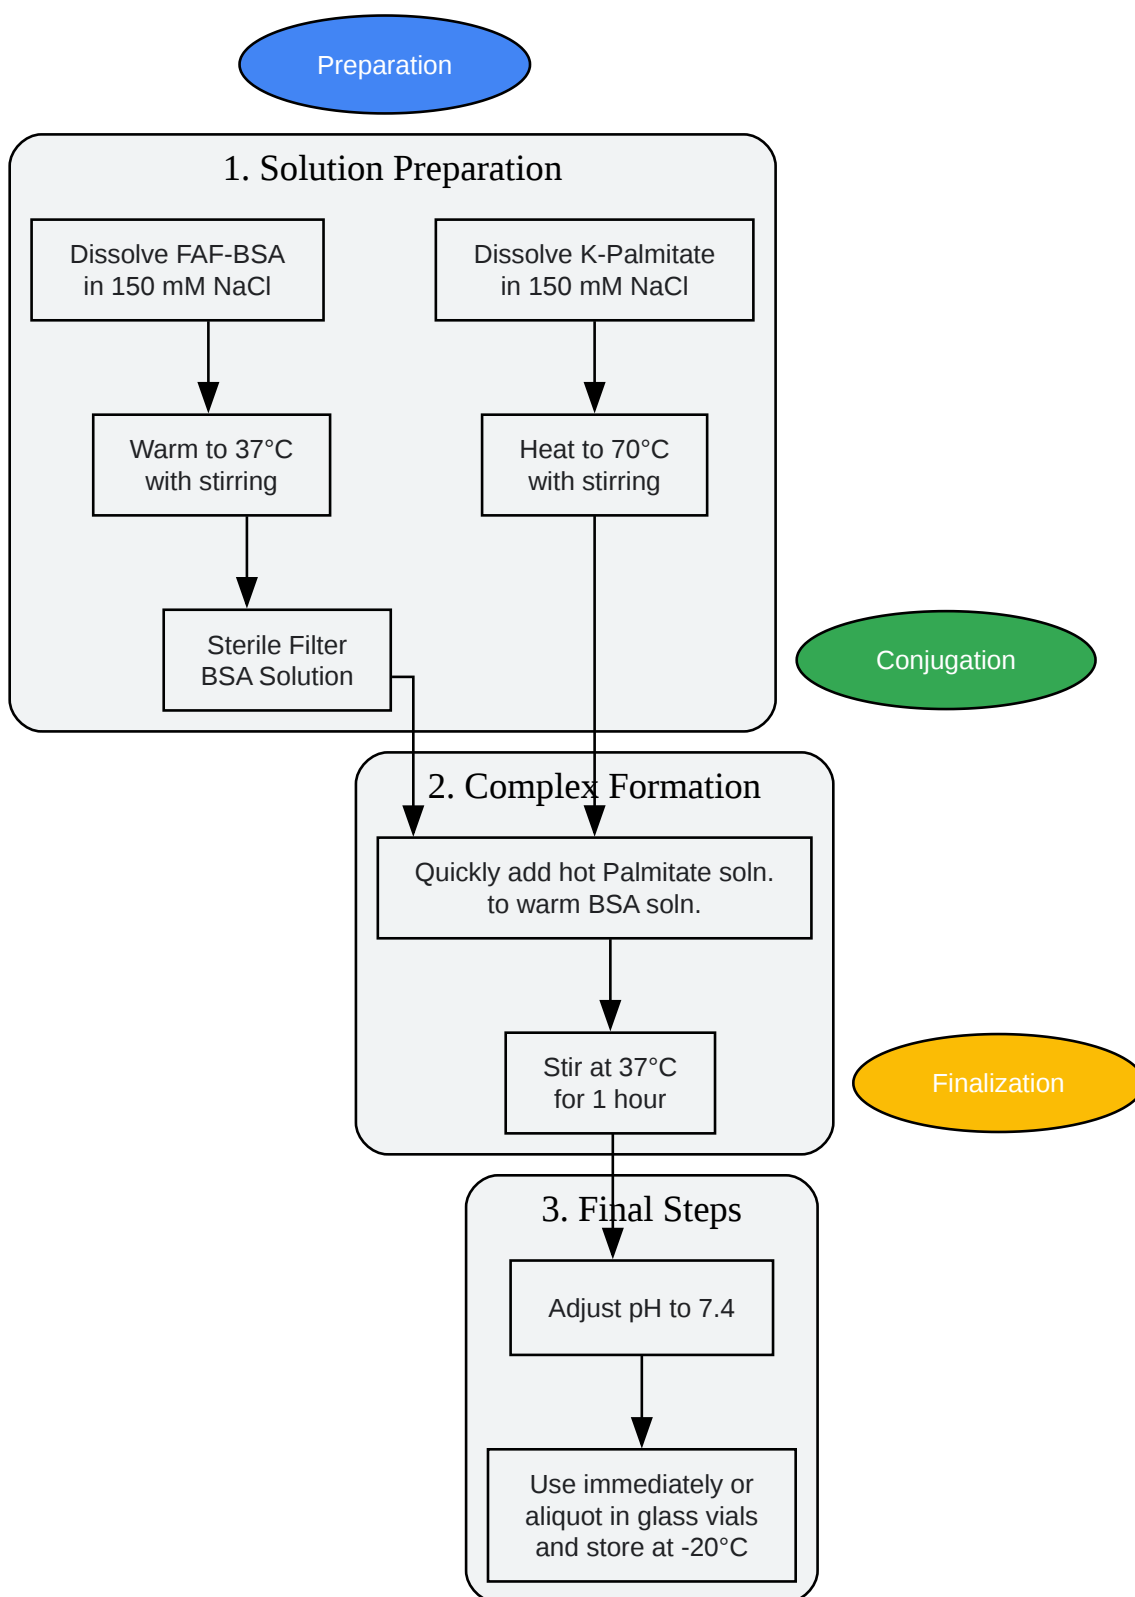 Preparation
1. Solution Preparation
Dissolve FAF-BSA
in 150 mM NaCl
Dissolve K-Palmitate
in 150 mM NaCl
Warm to 37°C
with stirring
Heat to 70°C
with stirring
Sterile Filter
BSA Solution
Conjugation
2. Complex Formation
Quickly add hot Palmitate soln.
to warm BSA soln.
Stir at 37°C
for 1 hour
Finalization
3. Final Steps
Adjust pH to 7.4
Use immediately or
aliquot in glass vials
and store at -20°C